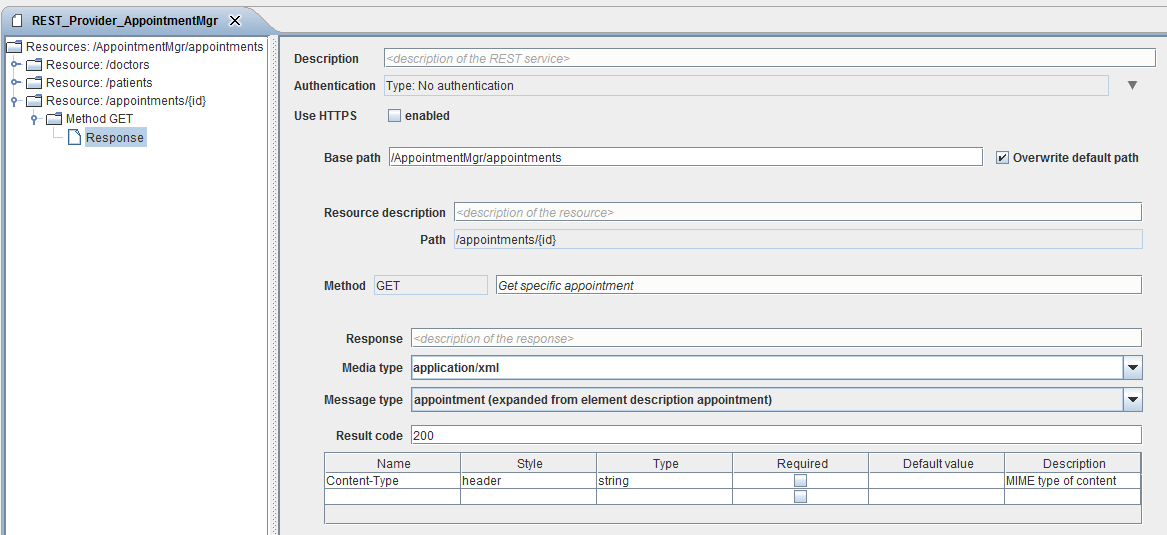 REST_Provider_AppointmentMgr
Resources: /AppointmentMgr/appointments
Resource: /doctors
Resource: /patients
Resource: /appointments/{id}
Method GET
Response
Description <description of the REST service>
Authentication Type: No authentication
Use HTTPS enabled
Base path /AppointmentMgr/appointments Overwrite default path
Resource description <description of the resource>
Path /appointments/{id}
Method GET Get specific appointment
Response <description of the response>
Media type application/xml
Message type appointment (expanded from element description appointment)
Result code 200
Name Style Type Required Default value Description
Content-Type header string MIME type of content